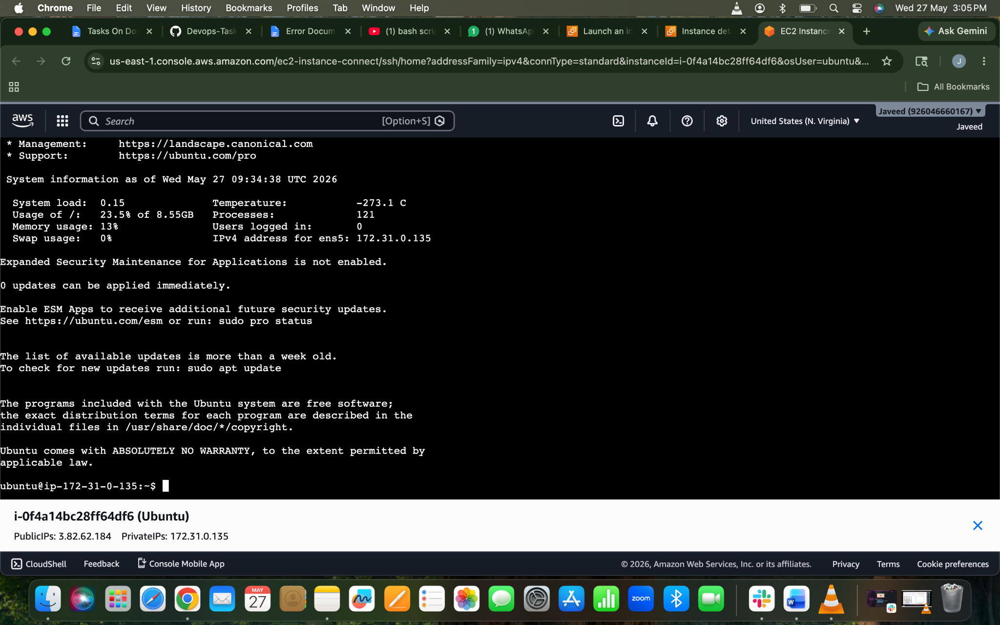 Chrome File Edit View History Bookmarks Profiles Tab Window Help Wed 27 May 3:05 PM
Tasks On Do Devops-Task Error Docum (1) bash scri 1 (1) WhatsAp Launch an in Instance det EC2 Instance Ask Gemini
us-east-1.console.aws.amazon.com/ec2-instance-connect/ssh/home?addressFamily=ipv4&connType=standard&instanceId=i-0f4a14bc28ff64df6&osUser=ubuntu&... J
All Bookmarks
aws Search [Option+S] United States (N. Virginia) Javeed (926046660167)
Javeed
* Management: https://landscape.canonical.com
* Support: https://ubuntu.com/pro
System information as of Wed May 27 09:34:38 UTC 2026
System load: 0.15 Temperature: -273.1 C
Usage of /: 23.5% of 8.55GB Processes: 121
Memory usage: 13% Users logged in: 0
Swap usage: 0% IPv4 address for ens5: 172.31.0.135
Expanded Security Maintenance for Applications is not enabled.
0 updates can be applied immediately.
Enable ESM Apps to receive additional future security updates.
See https://ubuntu.com/esm or run: sudo pro status
The list of available updates is more than a week old.
To check for new updates run: sudo apt update
The programs included with the Ubuntu system are free software;
the exact distribution terms for each program are described in the
individual files in /usr/share/doc/*/copyright.
Ubuntu comes with ABSOLUTELY NO WARRANTY, to the extent permitted by
applicable law.
ubuntu@ip-172-31-0-135:~$
i-0f4a14bc28ff64df6 (Ubuntu)
PublicIPs: 3.82.62.184 PrivateIPs: 172.31.0.135
CloudShell Feedback Console Mobile App © 2026, Amazon Web Services, Inc. or its affiliates. Privacy Terms Cookie preferences
MAY
27
zoom
W